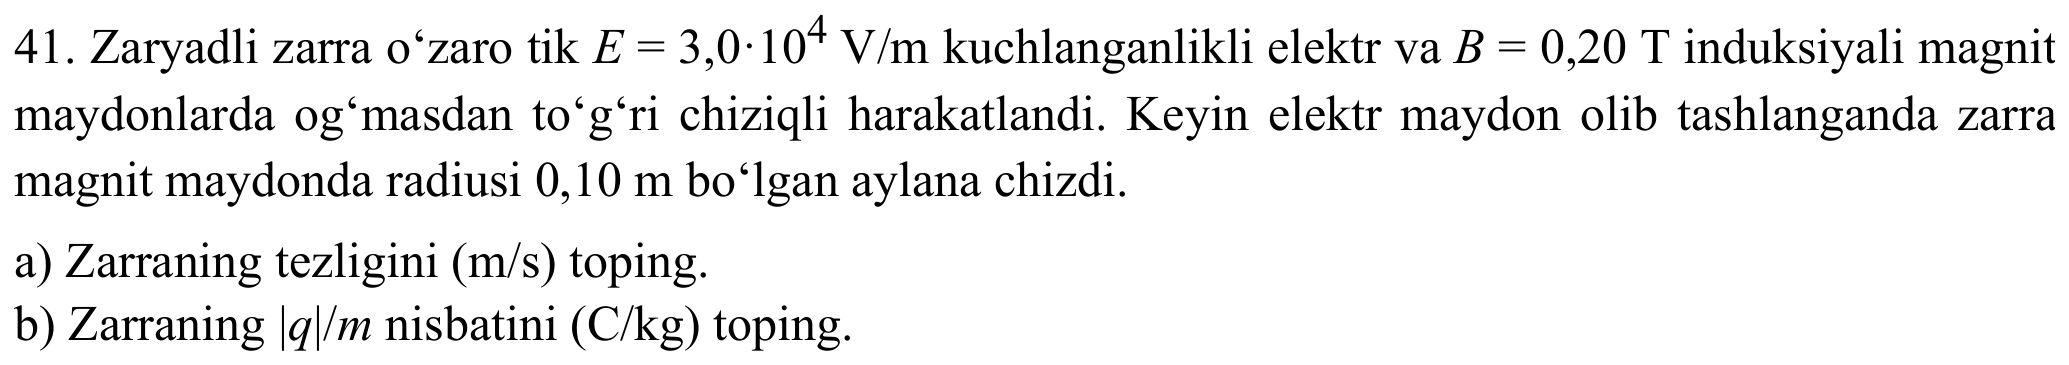 41. Zaryadli zarra o‘zaro tik E = 3,0·10⁴ V/m kuchlanganlikli elektr va B = 0,20 T induksiyali magnit
maydonlarda og‘masdan to‘g‘ri chiziqli harakatlandi. Keyin elektr maydon olib tashlanganda zarra
magnit maydonda radiusi 0,10 m bo‘lgan aylana chizdi.
a) Zarraning tezligini (m/s) toping.
b) Zarraning |q|/m nisbatini (C/kg) toping.